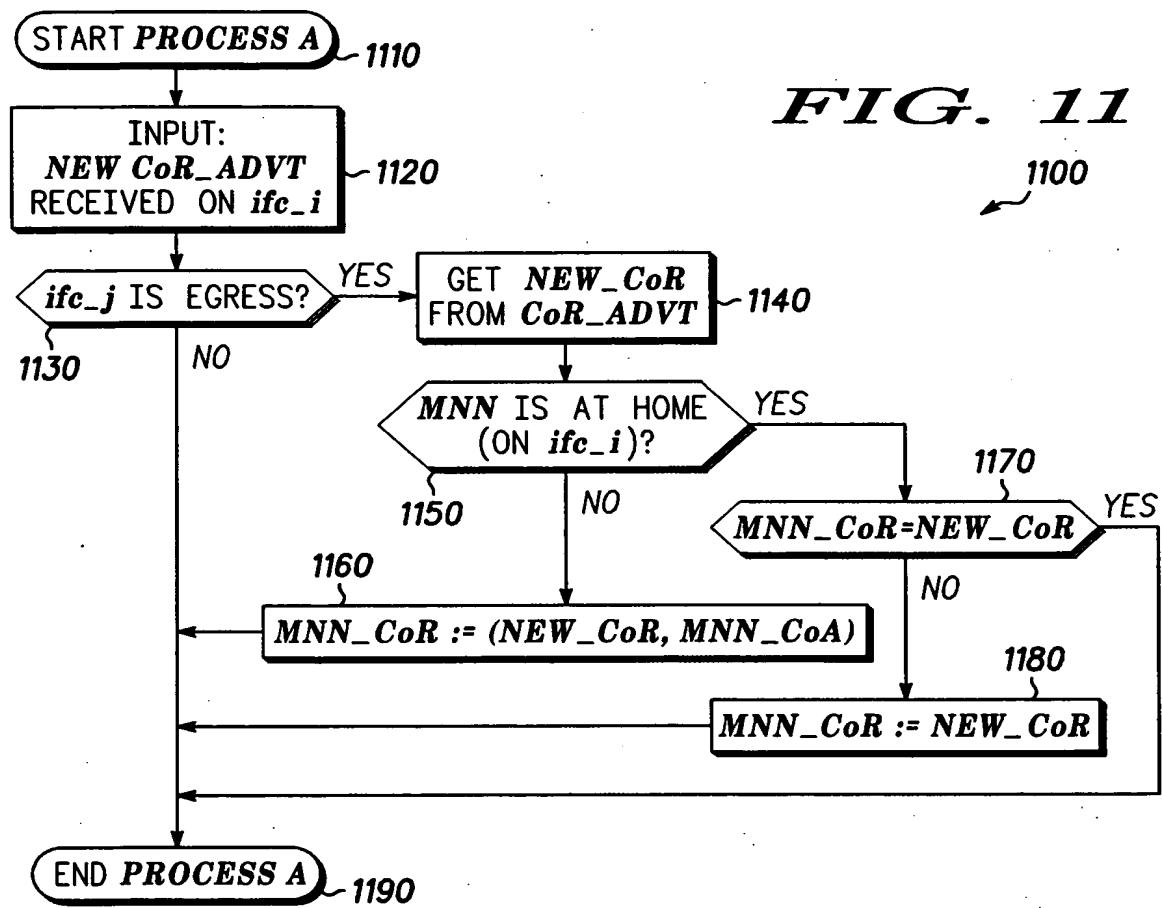 START PROCESS A
1110
FIG. 11
1100
INPUT:
NEW CoR_ADVT
RECEIVED ON ifc_i
1120
ifc_j IS EGRESS?
YES
1130
NO
GET NEW_CoR
FROM CoR_ADVT
1140
MNN IS AT HOME
(ON ifc_i)?
YES
1150
NO
1170
MNN_CoR=NEW_CoR
YES
NO
1160
MNN_CoR := (NEW_CoR, MNN_CoA)
1180
MNN_CoR := NEW_CoR
END PROCESS A
1190